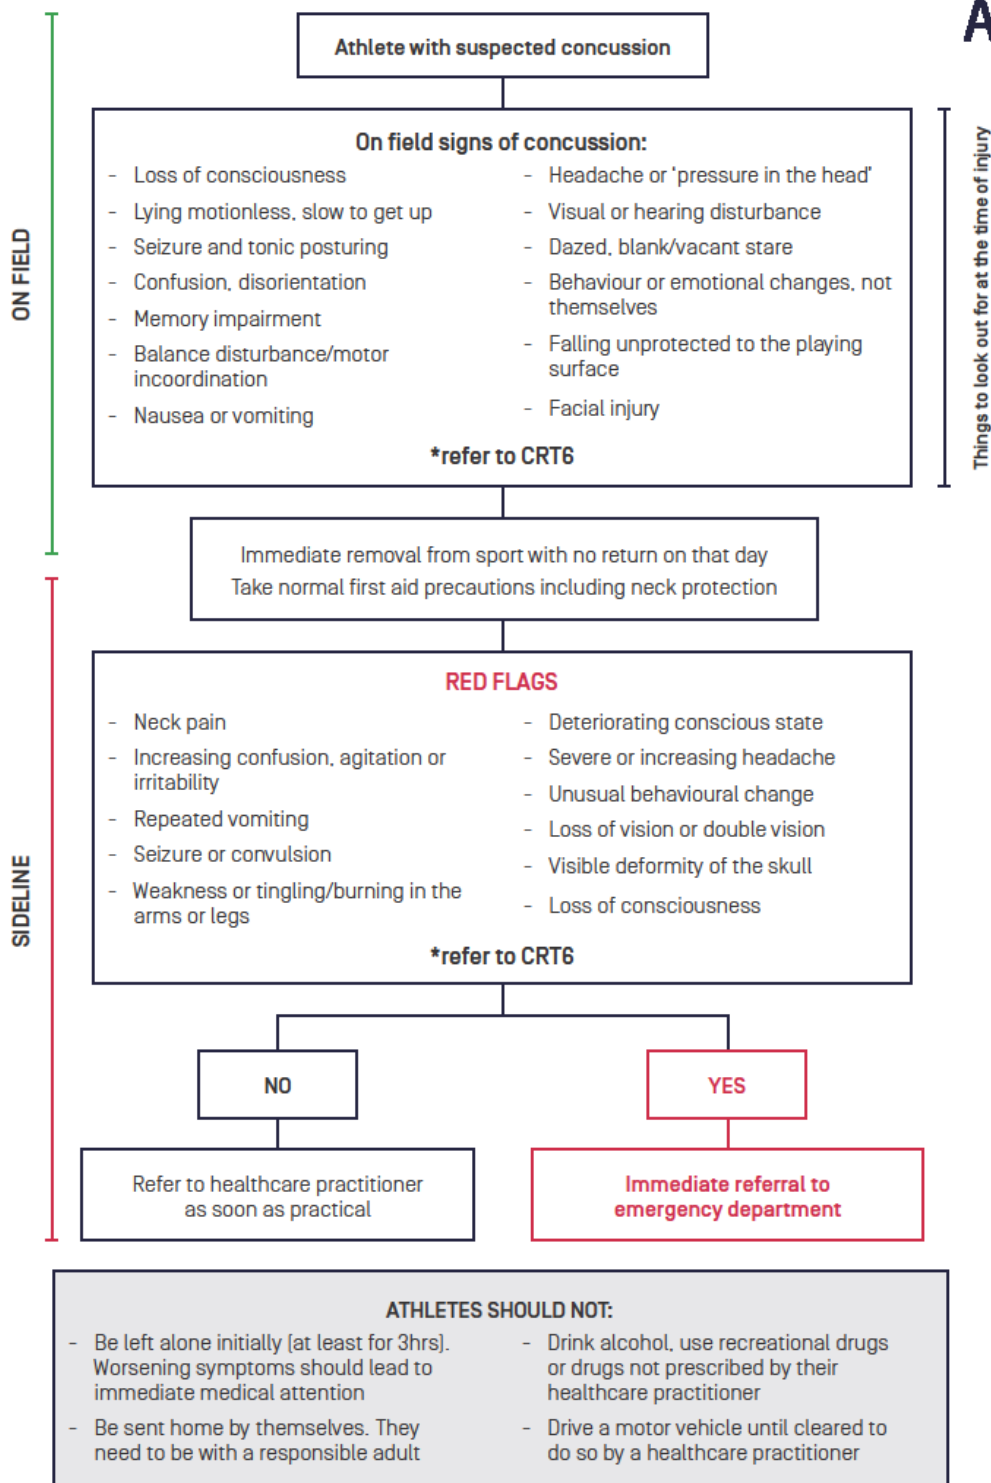 A
Athlete with suspected concussion
ON FIELD
Things to look out for at the time of injury
On field signs of concussion:
- Loss of consciousness
- Lying motionless, slow to get up
- Seizure and tonic posturing
- Confusion, disorientation
- Memory impairment
- Balance disturbance/motor
incoordination
- Nausea or vomiting
- Headache or 'pressure in the head'
- Visual or hearing disturbance
- Dazed, blank/vacant stare
- Behaviour or emotional changes, not
themselves
- Falling unprotected to the playing
surface
- Facial injury
*refer to CRT6
Immediate removal from sport with no return on that day
Take normal first aid precautions including neck protection
SIDELINE
RED FLAGS
- Neck pain
- Increasing confusion, agitation or
irritability
- Repeated vomiting
- Seizure or convulsion
- Weakness or tingling/burning in the
arms or legs
- Deteriorating conscious state
- Severe or increasing headache
- Unusual behavioural change
- Loss of vision or double vision
- Visible deformity of the skull
- Loss of consciousness
*refer to CRT6
NO
YES
Refer to healthcare practitioner
as soon as practical
Immediate referral to
emergency department
ATHLETES SHOULD NOT:
- Be left alone initially (at least for 3hrs).
Worsening symptoms should lead to
immediate medical attention
- Be sent home by themselves. They
need to be with a responsible adult
- Drink alcohol, use recreational drugs
or drugs not prescribed by their
healthcare practitioner
- Drive a motor vehicle until cleared to
do so by a healthcare practitioner